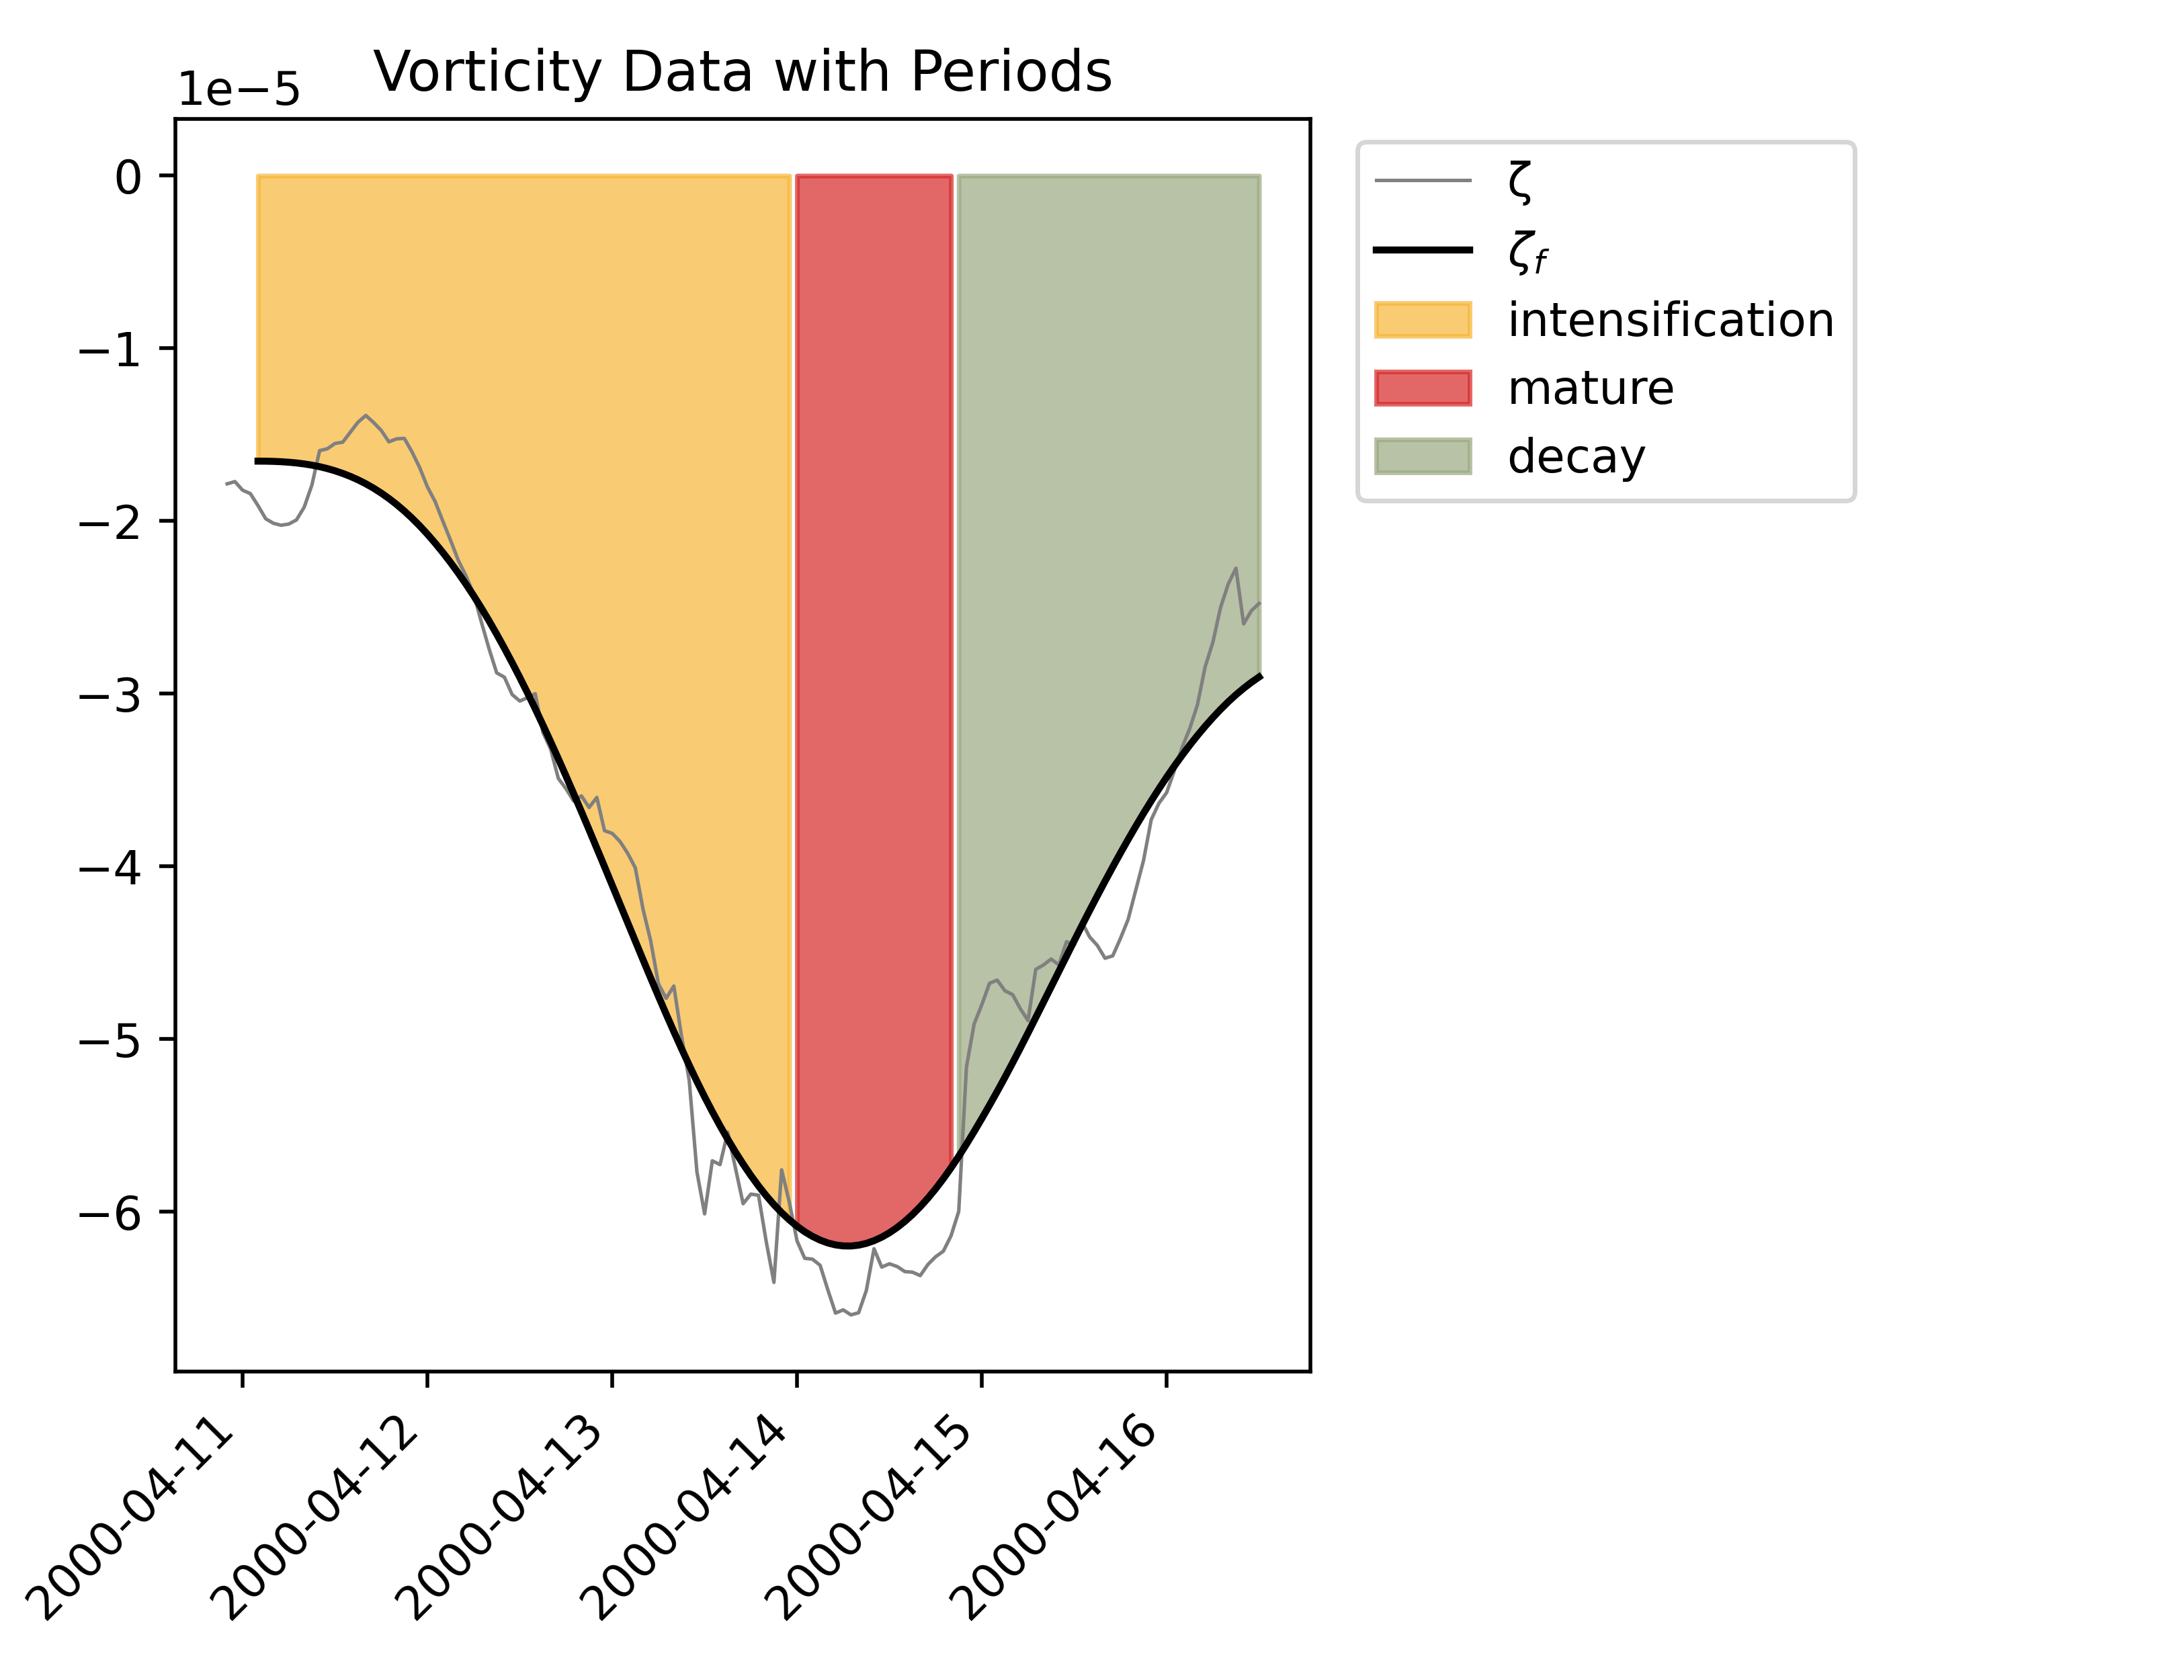 Vorticity Data with Periods
1e−5
0
−1
−2
−3
−4
−5
−6
2000-04-11
2000-04-12
2000-04-13
2000-04-14
2000-04-15
2000-04-16
ζ
ζf
intensification
mature
decay